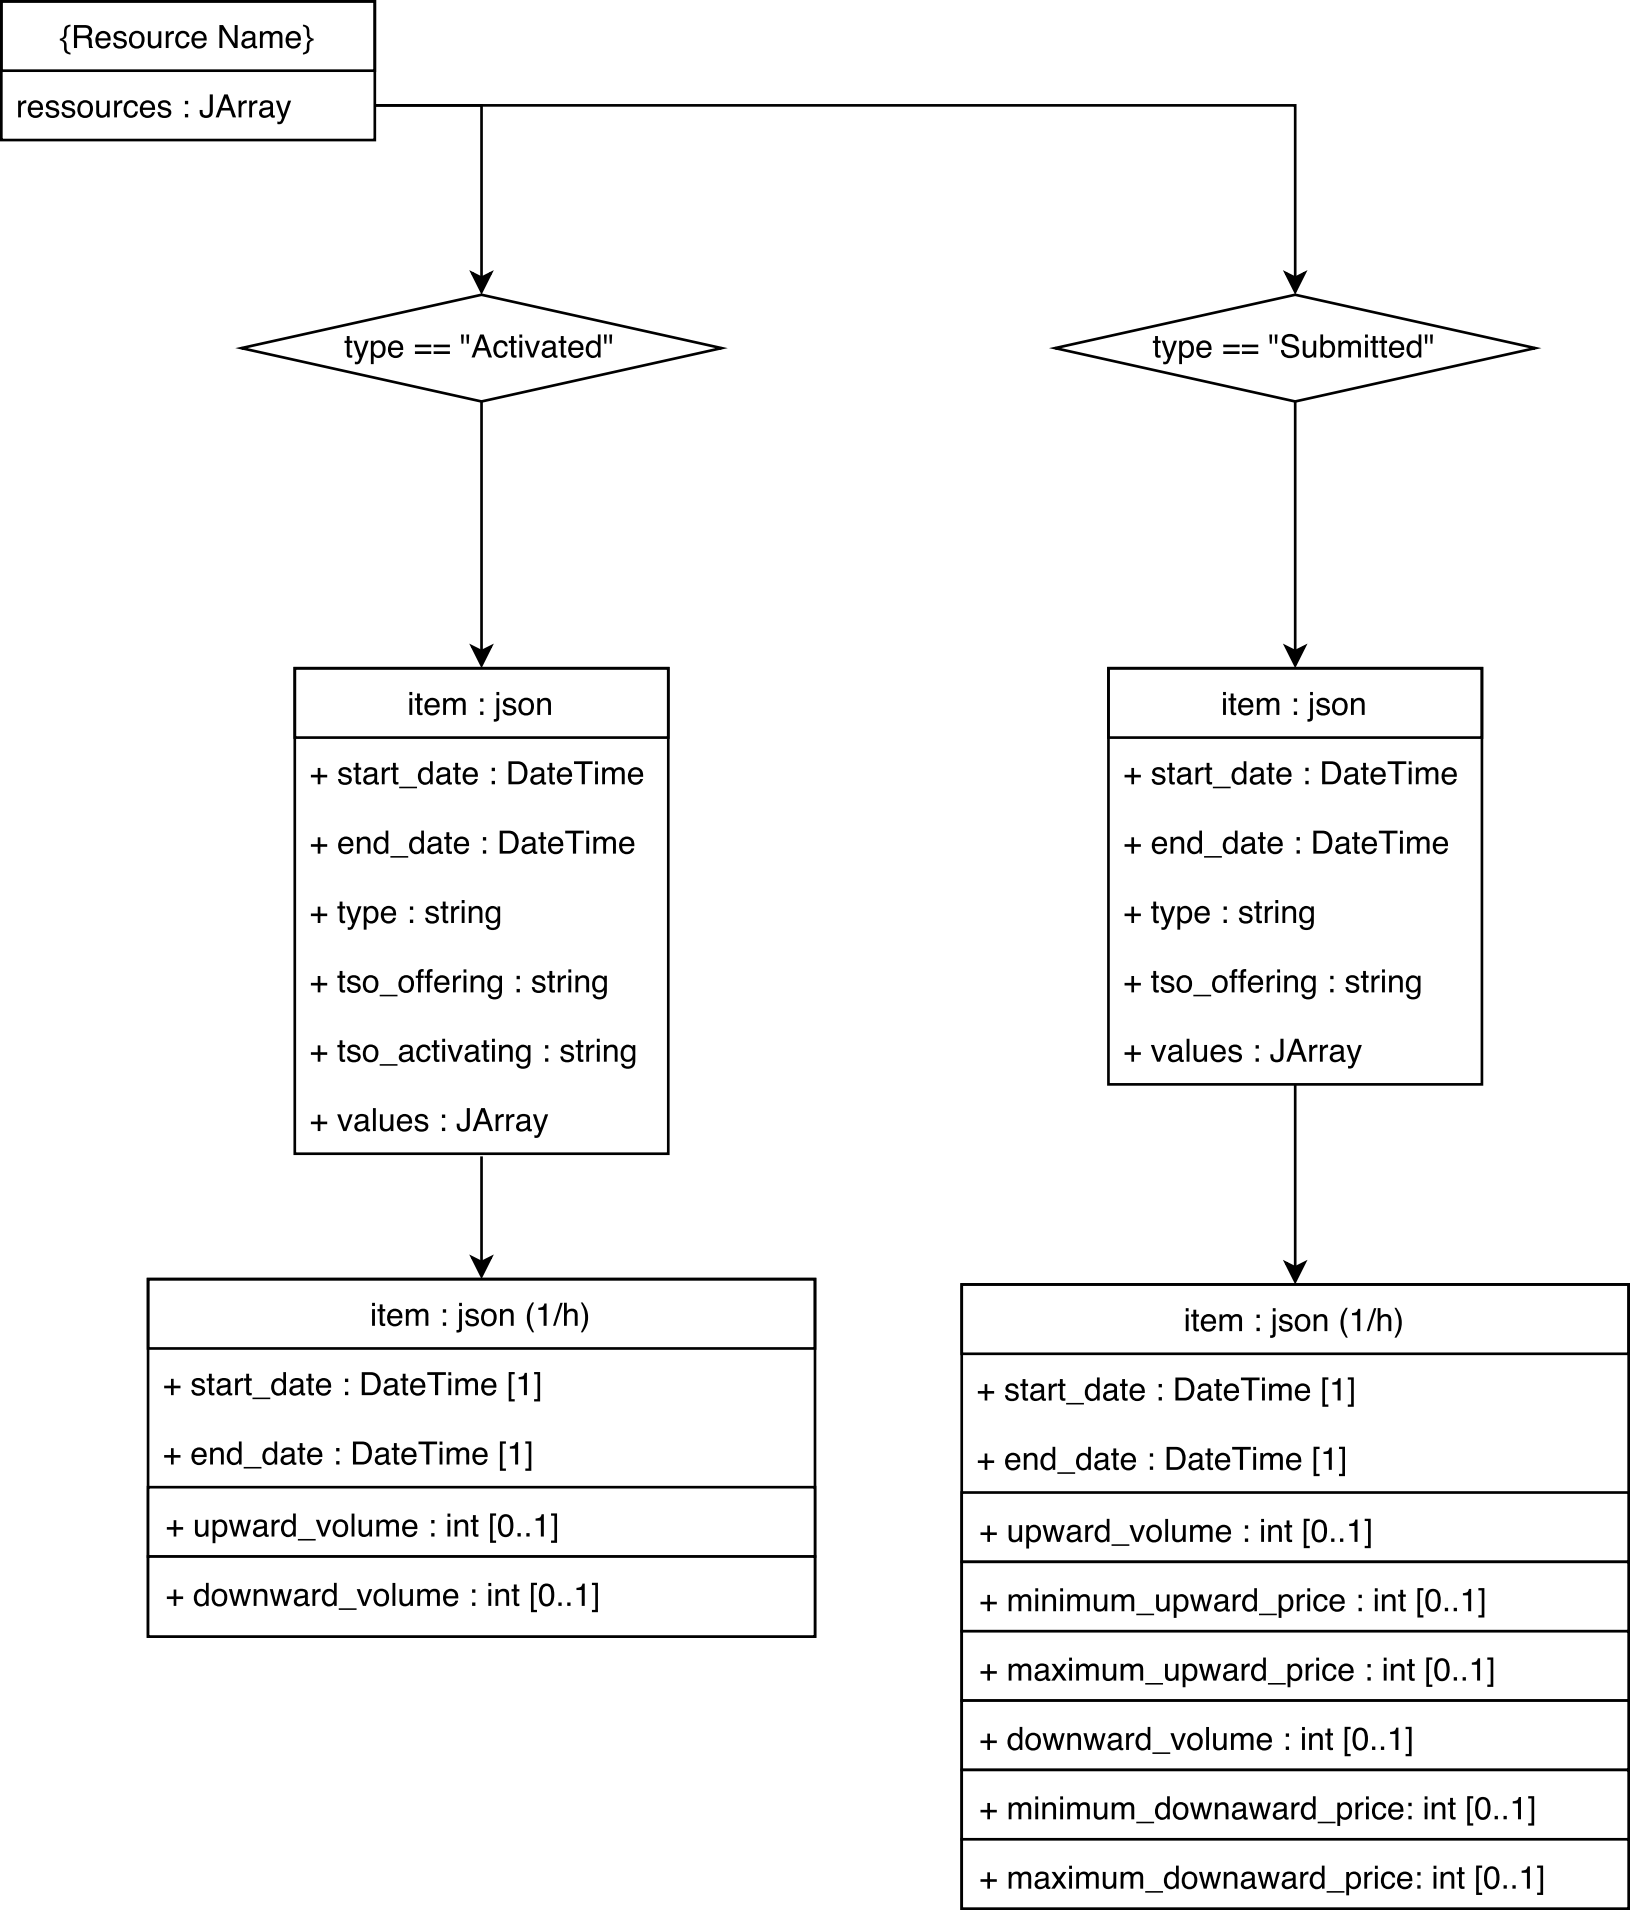 {Resource Name}
ressources : JArray
type == "Activated"
type == "Submitted"
item : json
+ start_date : DateTime
+ end_date : DateTime
+ type : string
+ tso_offering : string
+ tso_activating : string
+ values : JArray
item : json
+ start_date : DateTime
+ end_date : DateTime
+ type : string
+ tso_offering : string
+ values : JArray
item : json (1/h)
+ start_date : DateTime [1]
+ end_date : DateTime [1]
+ upward_volume : int [0..1]
+ downward_volume : int [0..1]
item : json (1/h)
+ start_date : DateTime [1]
+ end_date : DateTime [1]
+ upward_volume : int [0..1]
+ minimum_upward_price : int [0..1]
+ maximum_upward_price : int [0..1]
+ downward_volume : int [0..1]
+ minimum_downaward_price: int [0..1]
+ maximum_downaward_price: int [0..1]